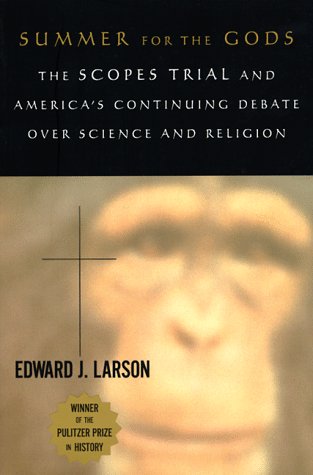 SUMMER FOR THE GODS
THE SCOPES TRIAL AND
AMERICA'S CONTINUING DEBATE
OVER SCIENCE AND RELIGION
EDWARD J. LARSON
WINNER
OF THE
PULITZER PRIZE
IN HISTORY